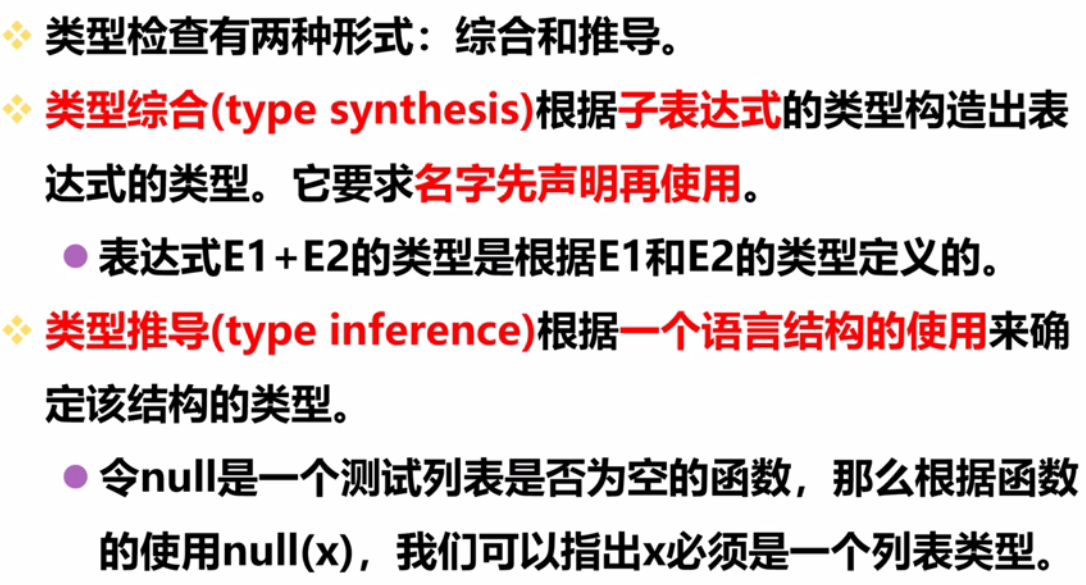 类型检查有两种形式：综合和推导。
类型综合(type synthesis)根据子表达式的类型构造出表
达式的类型。它要求名字先声明再使用。
表达式E1+E2的类型是根据E1和E2的类型定义的。
类型推导(type inference)根据一个语言结构的使用来确
定该结构的类型。
令null是一个测试列表是否为空的函数，那么根据函数
的使用null(x)，我们可以指出x必须是一个列表类型。